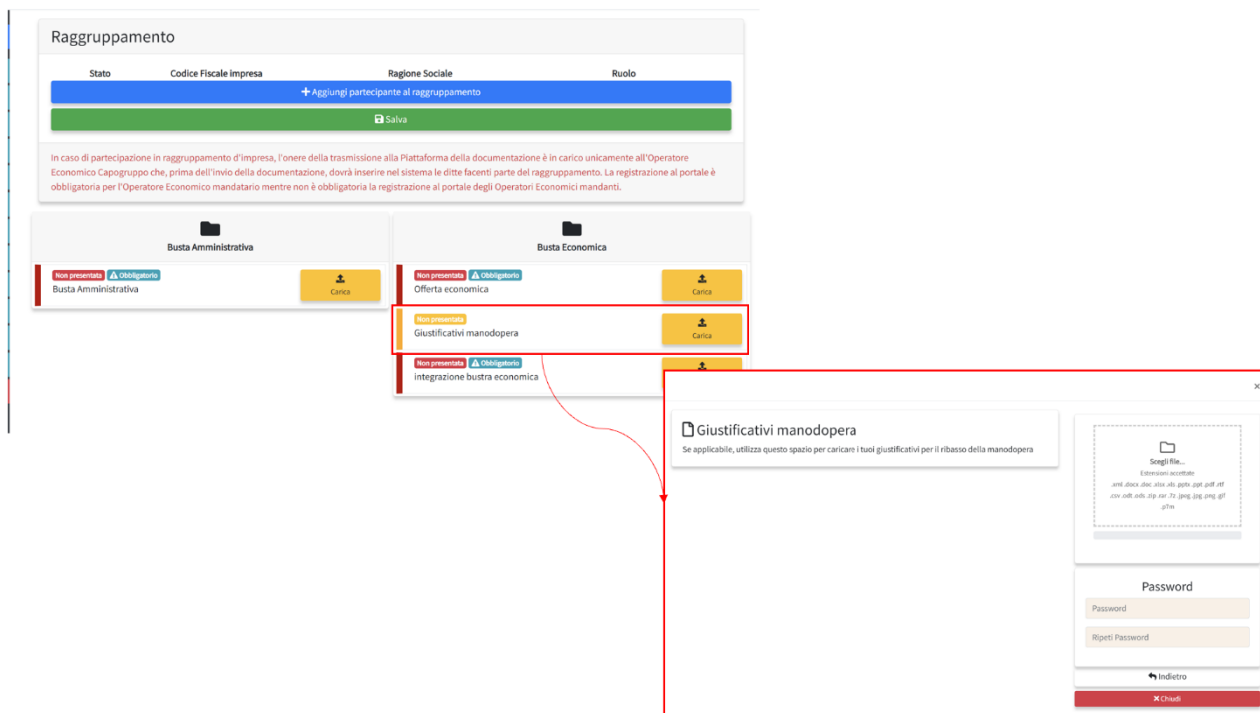 Raggruppamento
Stato Codice Fiscale impresa Ragione Sociale Ruolo
Aggiungi partecipante al raggruppamento
Salva
In caso di partecipazione in raggruppamento d'impresa, l'onere della trasmissione alla Piattaforma della documentazione è in carico unicamente all'Operatore
Economico Capogruppo che, prima dell'invio della documentazione, dovrà inserire nel sistema le ditte facenti parte del raggruppamento. La registrazione al portale è
obbligatoria per l'Operatore Economico mandatario mentre non è obbligatoria la registrazione al portale degli Operatori Economici mandanti.
Busta Amministrativa
Non presentata Obbligatorio
Busta Amministrativa
Carica
Busta Economica
Non presentata Obbligatorio
Offerta economica
Carica
Non presentata
Giustificativi manodopera
Carica
Non presentata Obbligatorio
integrazione bustra economica
Giustificativi manodopera
Se applicabile, utilizza questo spazio per caricare i tuoi giustificativi per il ribasso della manodopera
Scegli file...
Estensioni accettate
.xml .docx .doc .xlsx .xls .pptx .ppt .pdf .rtf
.csv .odt .ods .zip .rar .7z .jpeg .jpg .png .gif
.p7m
Password
Password
Ripeti Password
Indietro
Chiudi